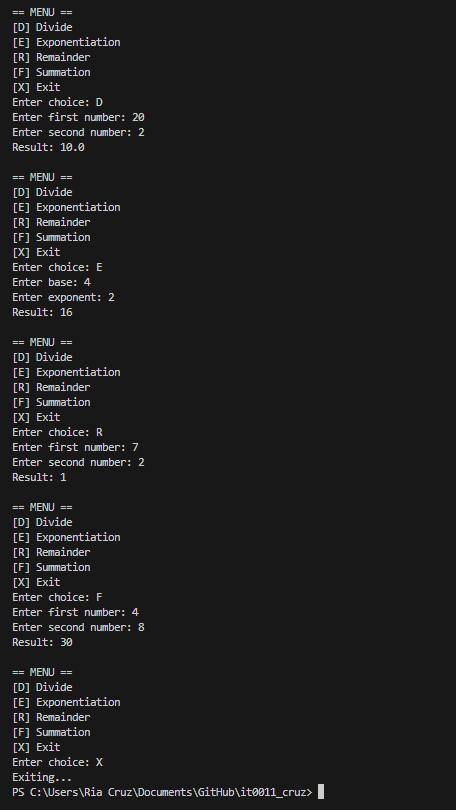 == MENU ==
[D] Divide
[E] Exponentiation
[R] Remainder
[F] Summation
[X] Exit
Enter choice: D
Enter first number: 20
Enter second number: 2
Result: 10.0
== MENU ==
[D] Divide
[E] Exponentiation
[R] Remainder
[F] Summation
[X] Exit
Enter choice: E
Enter base: 4
Enter exponent: 2
Result: 16
== MENU ==
[D] Divide
[E] Exponentiation
[R] Remainder
[F] Summation
[X] Exit
Enter choice: R
Enter first number: 7
Enter second number: 2
Result: 1
== MENU ==
[D] Divide
[E] Exponentiation
[R] Remainder
[F] Summation
[X] Exit
Enter choice: F
Enter first number: 4
Enter second number: 8
Result: 30
== MENU ==
[D] Divide
[E] Exponentiation
[R] Remainder
[F] Summation
[X] Exit
Enter choice: X
Exiting...
PS C:\Users\Ria Cruz\Documents\GitHub\it0011_cruz>